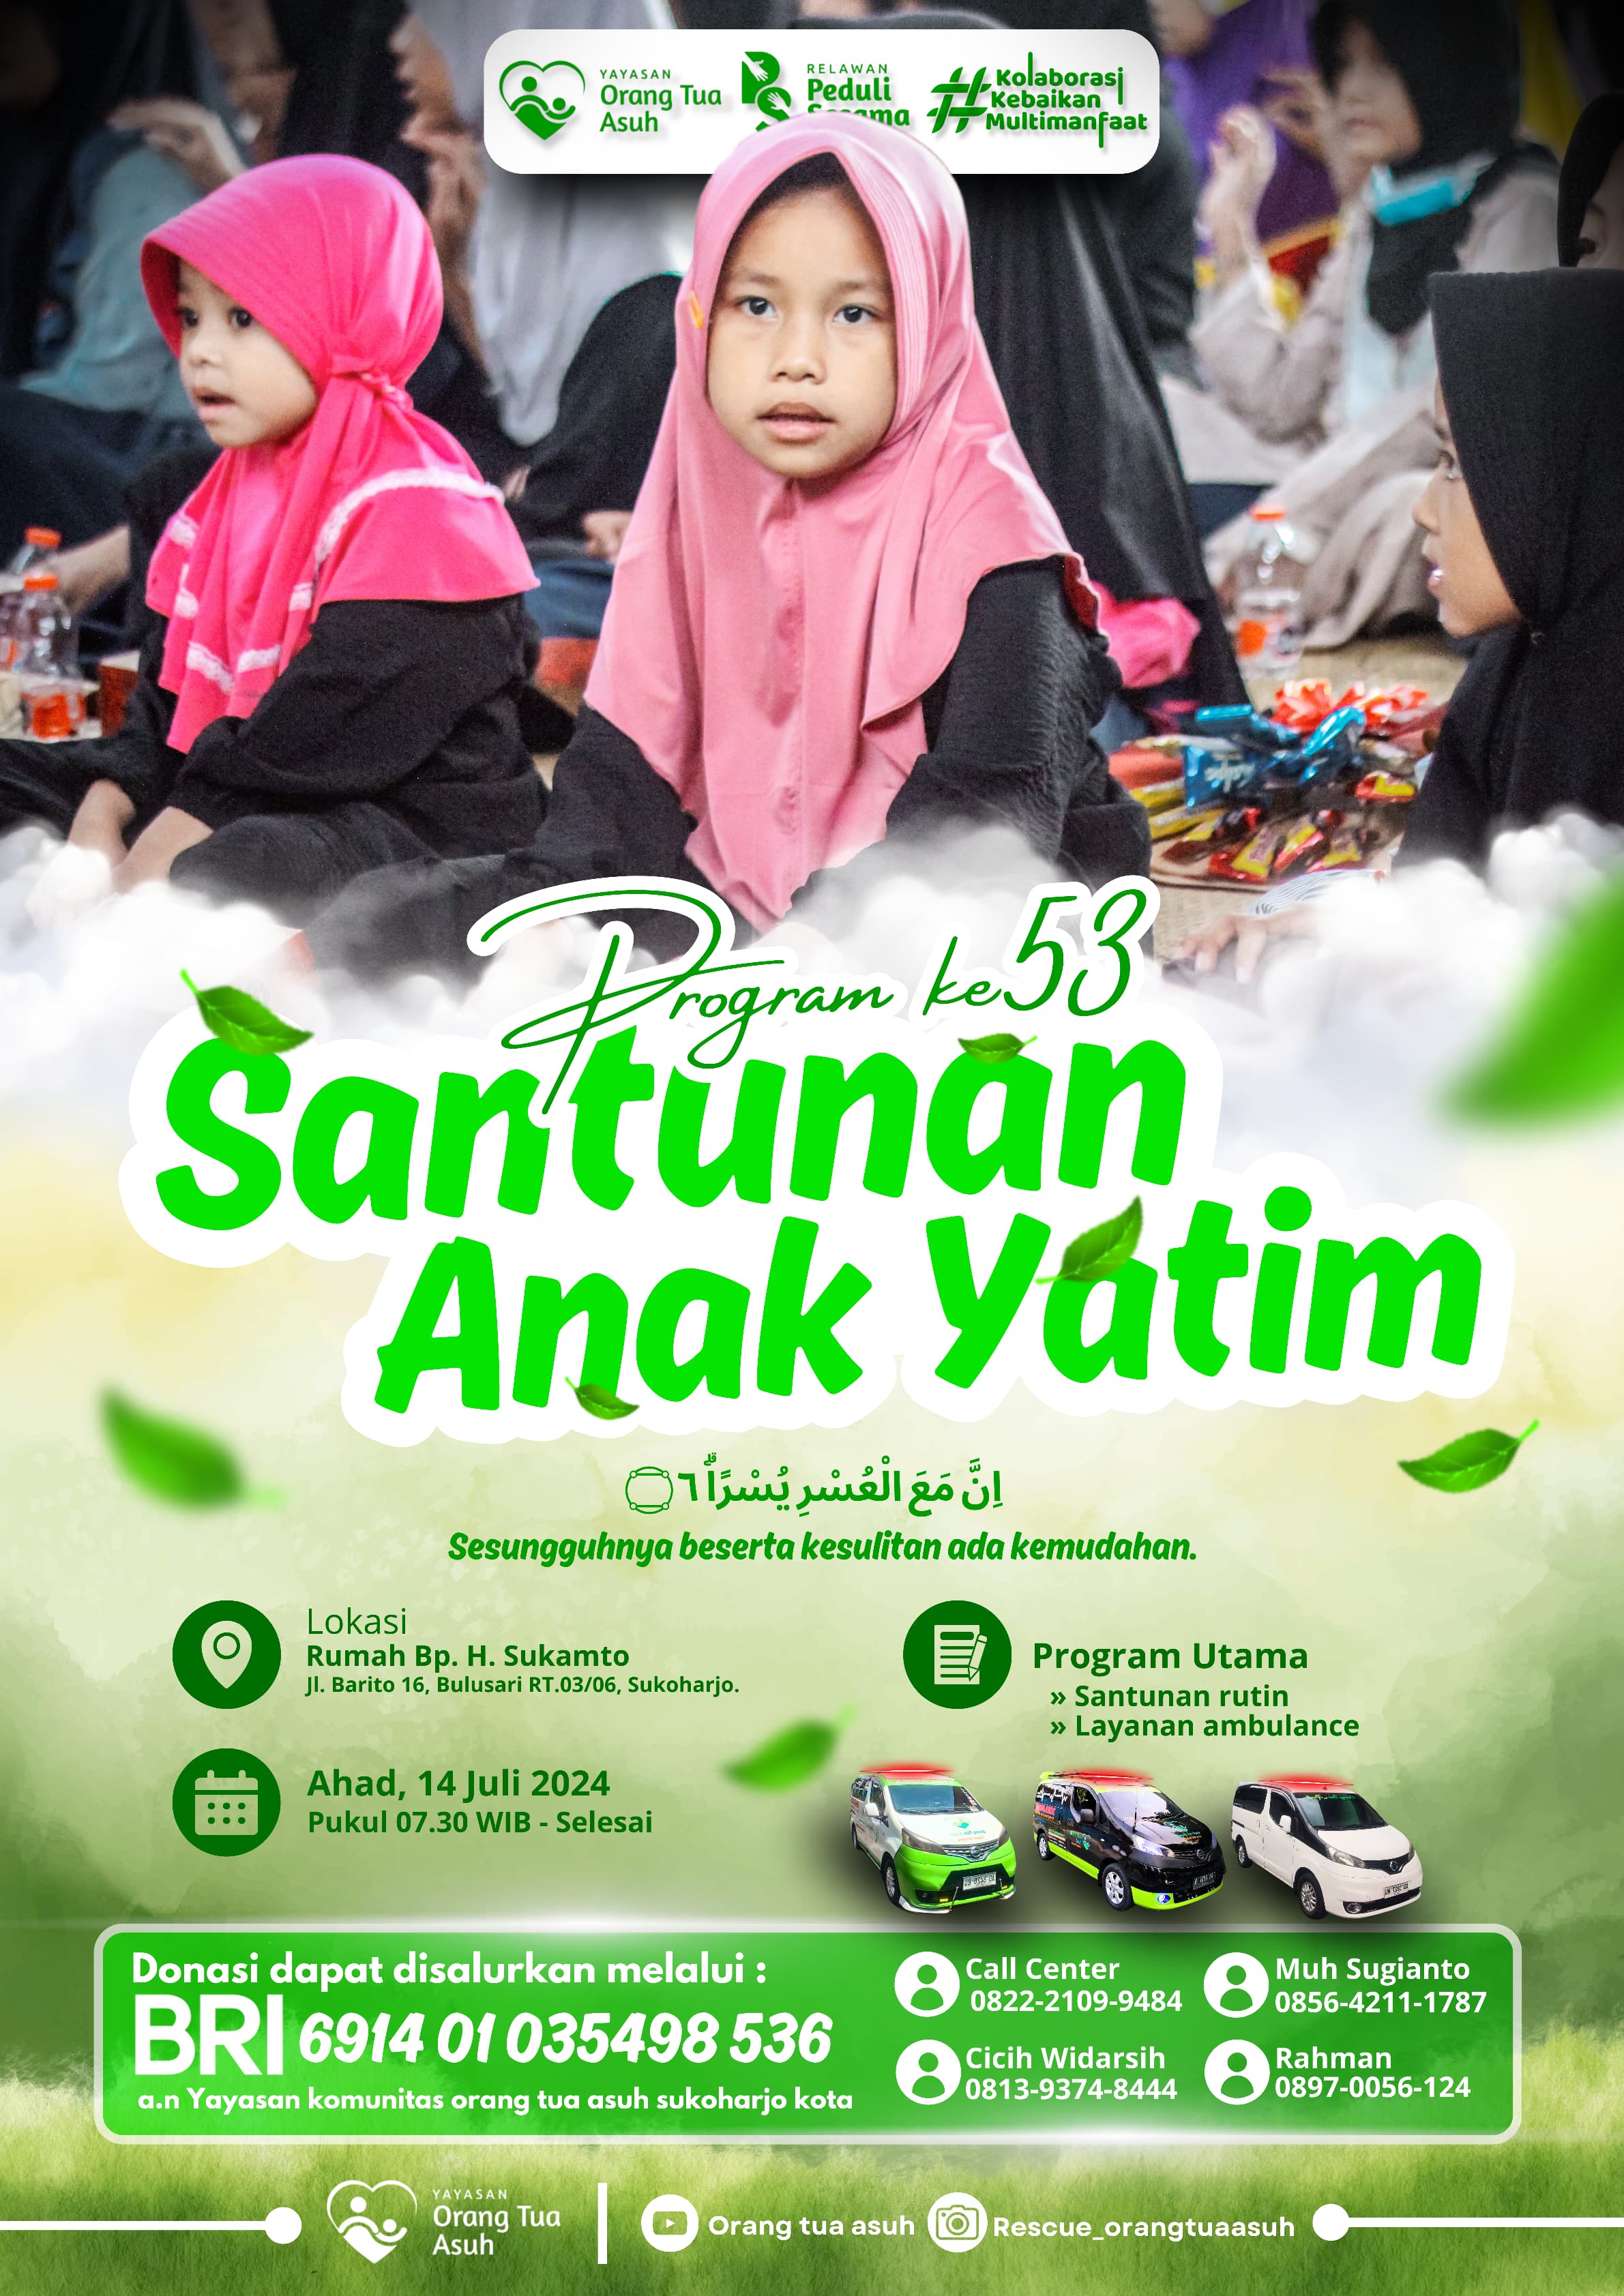 YAYASAN
Orang Tua
Asuh
RELAWAN
Peduli
Sesama
#Kolaborasi
Kebaikan
Multimanfaat
Program ke 53
Santunan
Anak Yatim
اِنَّ مَعَ الْعُسْرِ يُسْرًاۗ ٦ ۝
Sesungguhnya beserta kesulitan ada kemudahan.
Lokasi
Rumah Bp. H. Sukamto
Jl. Barito 16, Bulusari RT.03/06, Sukoharjo.
Ahad, 14 Juli 2024
Pukul 07.30 WIB - Selesai
Program Utama
» Santunan rutin
» Layanan ambulance
Donasi dapat disalurkan melalui :
BRI 6914 01 035498 536
a.n Yayasan komunitas orang tua asuh sukoharjo kota
Call Center
0822-2109-9484
Muh Sugianto
0856-4211-1787
Cicih Widarsih
0813-9374-8444
Rahman
0897-0056-124
YAYASAN
Orang Tua
Asuh
Orang tua asuh
Rescue_orangtuaasuh